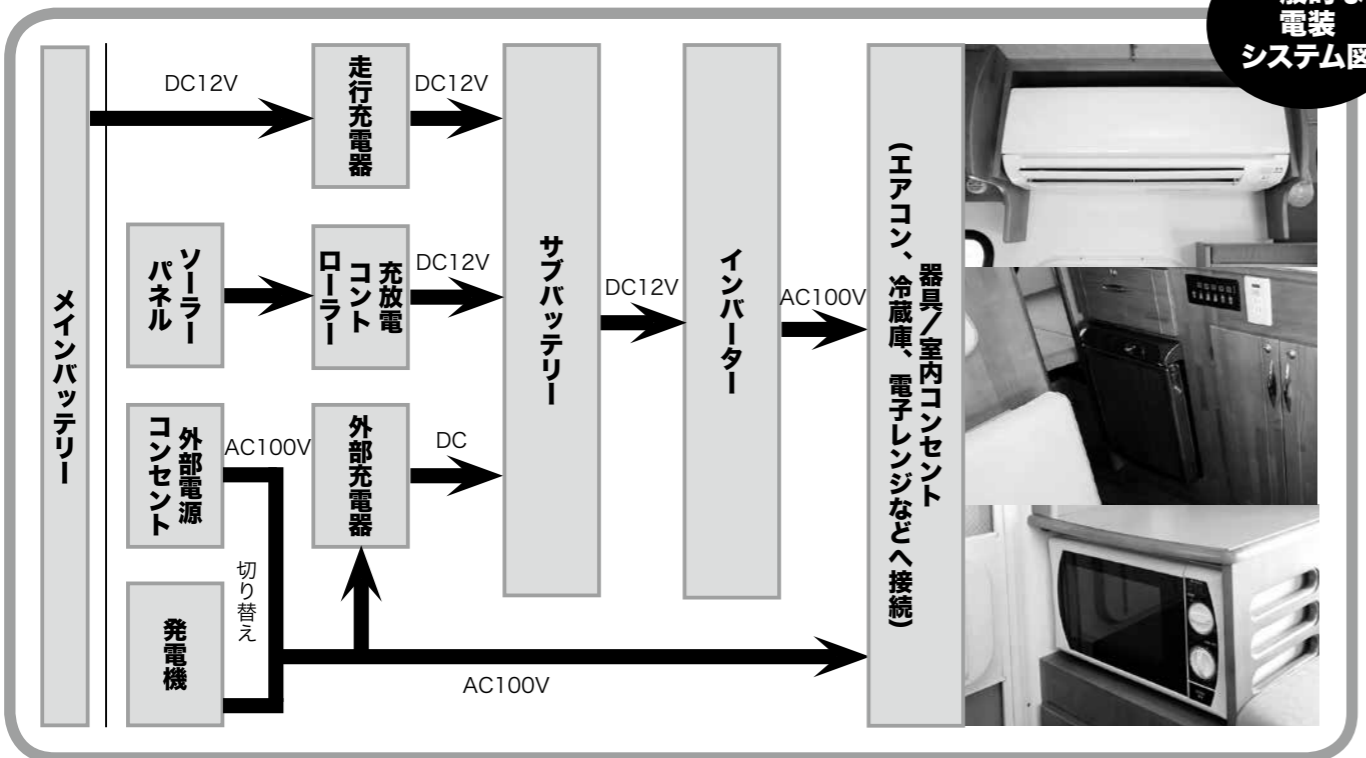 電装
システム図
メインバッテリー
DC12V
走行充電器
DC12V
ソーラー
パネル
充放電
コント
ローラー
DC12V
外部電源
コンセント
AC100V
外部充電器
DC
切り替え
発電機
AC100V
サブバッテリー
DC12V
インバーター
AC100V
器具/室内コンセント
(エアコン、冷蔵庫、電子レンジなどへ接続)